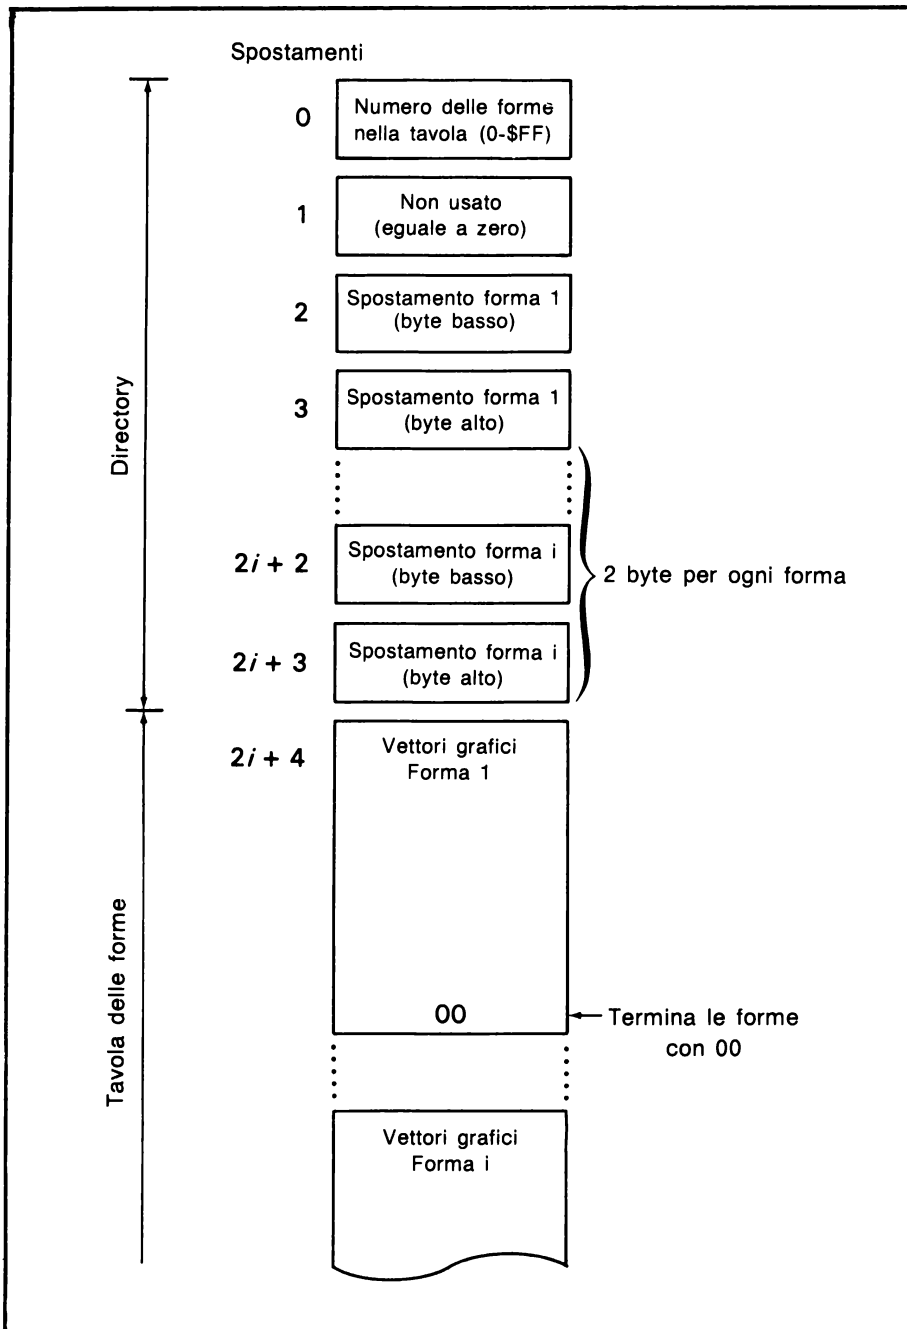 Spostamenti
0
Numero delle forme
nella tavola (0-$FF)
1
Non usato
(eguale a zero)
2
Spostamento forma 1
(byte basso)
3
Spostamento forma 1
(byte alto)
Directory
2i + 2
Spostamento forma i
(byte basso)
2 byte per ogni forma
2i + 3
Spostamento forma i
(byte alto)
2i + 4
Vettori grafici
Forma 1
Tavola delle forme
00
Termina le forme
con 00
Vettori grafici
Forma i